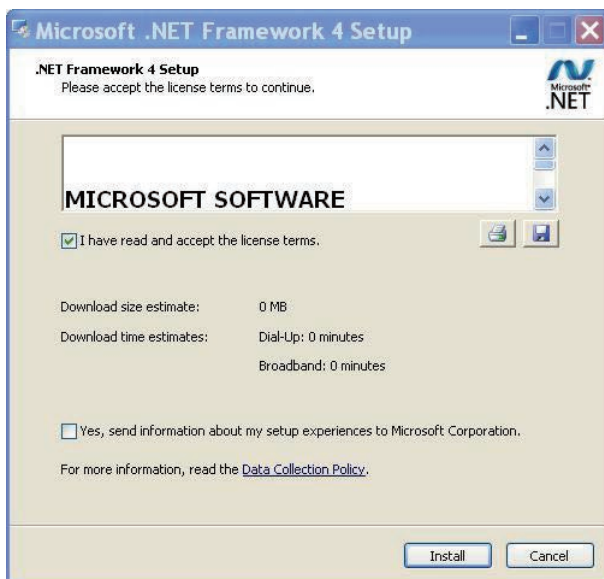 Microsoft .NET Framework 4 Setup
.NET Framework 4 Setup
Please accept the license terms to continue.
Microsoft®
.NET
MICROSOFT SOFTWARE
I have read and accept the license terms.
Download size estimate: 0 MB
Download time estimates: Dial-Up: 0 minutes
Broadband: 0 minutes
Yes, send information about my setup experiences to Microsoft Corporation.
For more information, read the Data Collection Policy.
Install Cancel